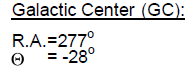 Galactic Center (GC):
R.A.=277°
Θ = -28°